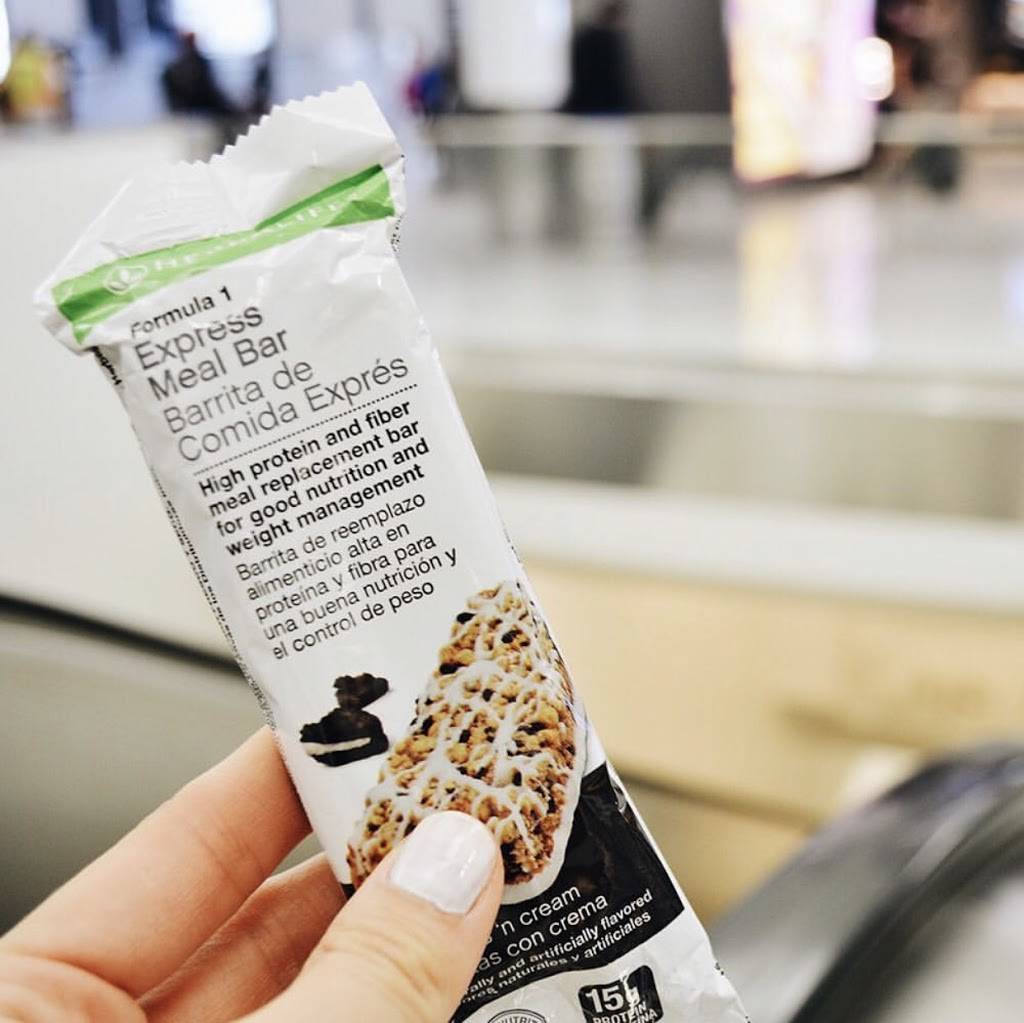 HERBALIFE
Formula 1
Express
Meal Bar
Barrita de
Comida Exprés
High protein and fiber
meal replacement bar
for good nutrition and
weight management
Barrita de reemplazo
alimenticio alta en
proteína y fibra para
una buena nutrición y
el control de peso
'n cream
con crema
and artificially flavored
naturales y artificiales
15g
PROTEIN